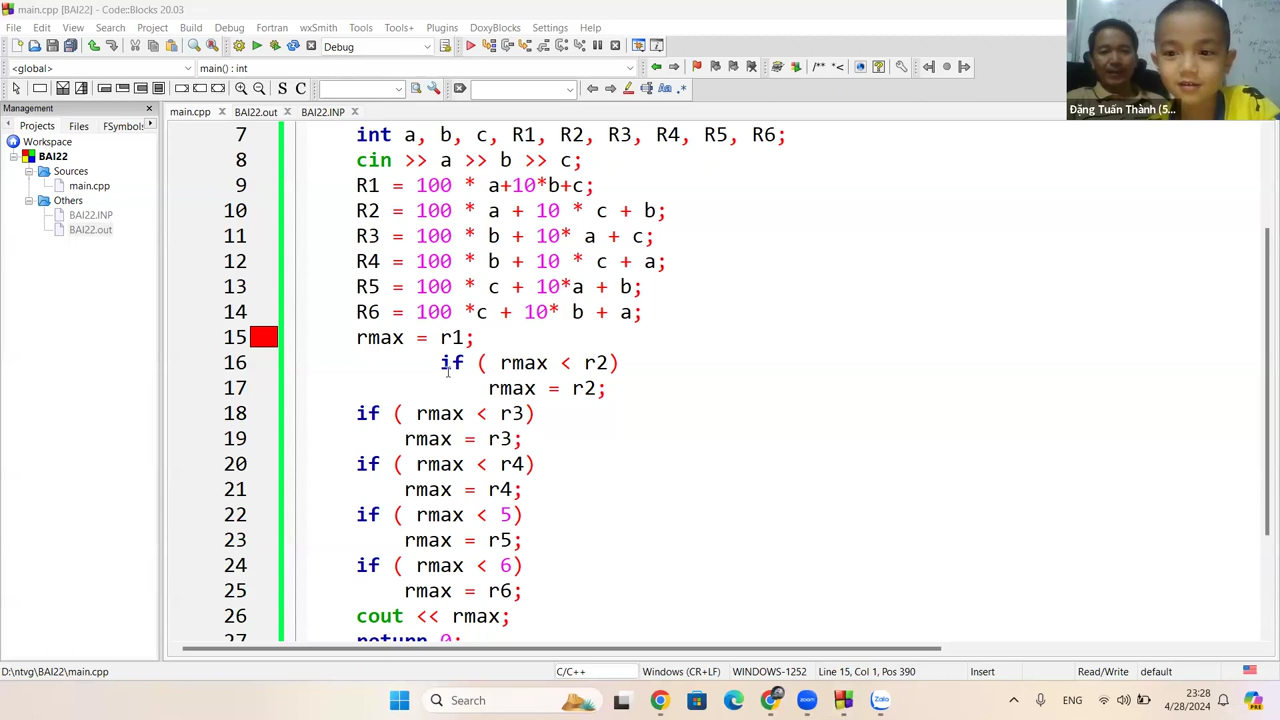 main.cpp [BAI22] - Code::Blocks 20.03
File Edit View Search Project Build Debug Fortran wxSmith Tools Tools+ Plugins DoxyBlocks Settings Help
Debug
<global> main() : int
/** *<
S C Aa .*
Management
main.cpp BAI22.out BAI22.INP
Projects Files FSymbols
Workspace
BAI22
Sources
main.cpp
Others
BAI22.INP
BAI22.out
7 int a, b, c, R1, R2, R3, R4, R5, R6;
8 cin >> a >> b >> c;
9 R1 = 100 * a+10*b+c;
10 R2 = 100 * a + 10 * c + b;
11 R3 = 100 * b + 10* a + c;
12 R4 = 100 * b + 10 * c + a;
13 R5 = 100 * c + 10*a + b;
14 R6 = 100 *c + 10* b + a;
15 rmax = r1;
16 if ( rmax < r2)
17 rmax = r2;
18 if ( rmax < r3)
19 rmax = r3;
20 if ( rmax < r4)
21 rmax = r4;
22 if ( rmax < 5)
23 rmax = r5;
24 if ( rmax < 6)
25 rmax = r6;
26 cout << rmax;
27 return 0;
Đặng Tuấn Thành (5...
D:\ntvg\BAI22\main.cpp C/C++ Windows (CR+LF) WINDOWS-1252 Line 15, Col 1, Pos 390 Insert Read/Write default
Search
ENG
23:28
4/28/2024